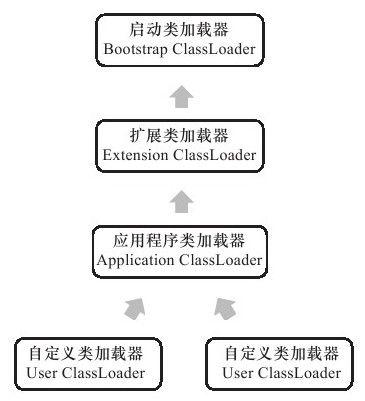 启动类加载器
Bootstrap ClassLoader
扩展类加载器
Extension ClassLoader
应用程序类加载器
Application ClassLoader
自定义类加载器
User ClassLoader
自定义类加载器
User ClassLoader